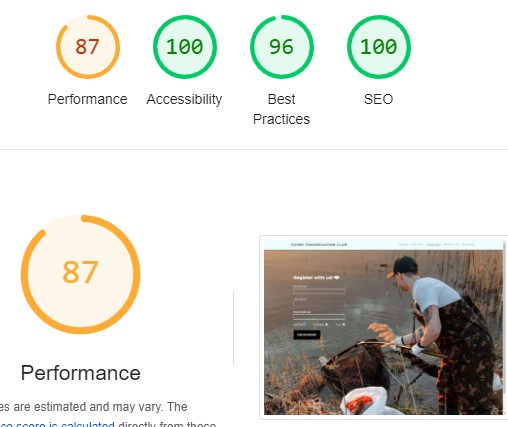 87
100
96
100
Performance
Accessibility
Best
Practices
SEO
87
Performance
es are estimated and may vary. The
ce score is calculated directly from these
Register with us!